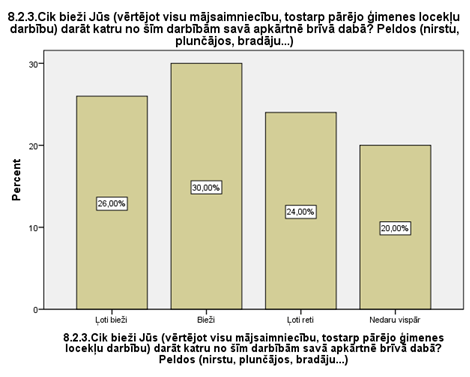 8.2.3.Cik bieži Jūs (vērtējot visu mājsaimniecību, tostarp pārējo ģimenes locekļu
darbību) darāt katru no šīm darbībām savā apkārtnē brīvā dabā? Peldos (nirstu,
plunčājos, bradāju...)
Percent
30
20
10
0
26,00%
30,00%
24,00%
20,00%
Ļoti bieži
Bieži
Ļoti reti
Nedaru vispār
8.2.3.Cik bieži Jūs (vērtējot visu mājsaimniecību, tostarp pārējo ģimenes
locekļu darbību) darāt katru no šīm darbībām savā apkārtnē brīvā dabā?
Peldos (nirstu, plunčājos, bradāju...)